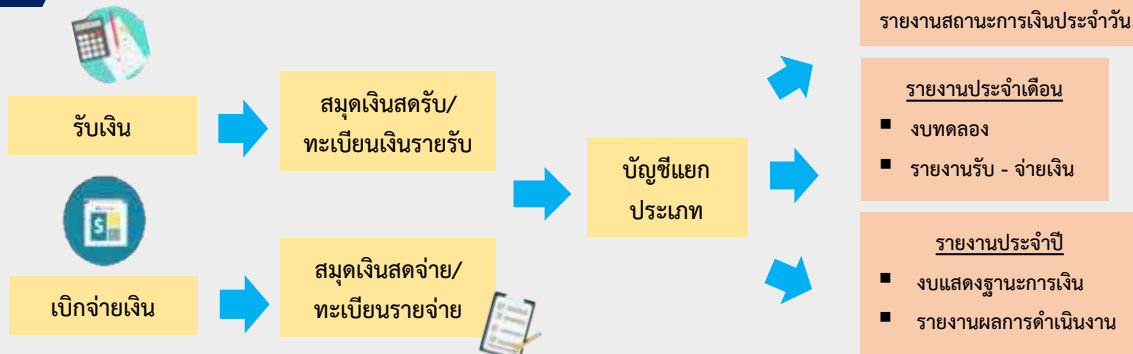 รับเงิน
สมุดเงินสดรับ/
ทะเบียนเงินรายรับ
เบิกจ่ายเงิน
สมุดเงินสดจ่าย/
ทะเบียนรายจ่าย
บัญชีแยก
ประเภท
รายงานสถานะการเงินประจำวัน
รายงานประจำเดือน
▪ งบทดลอง
▪ รายงานรับ - จ่ายเงิน
รายงานประจำปี
▪ งบแสดงฐานะการเงิน
▪ รายงานผลการดำเนินงาน